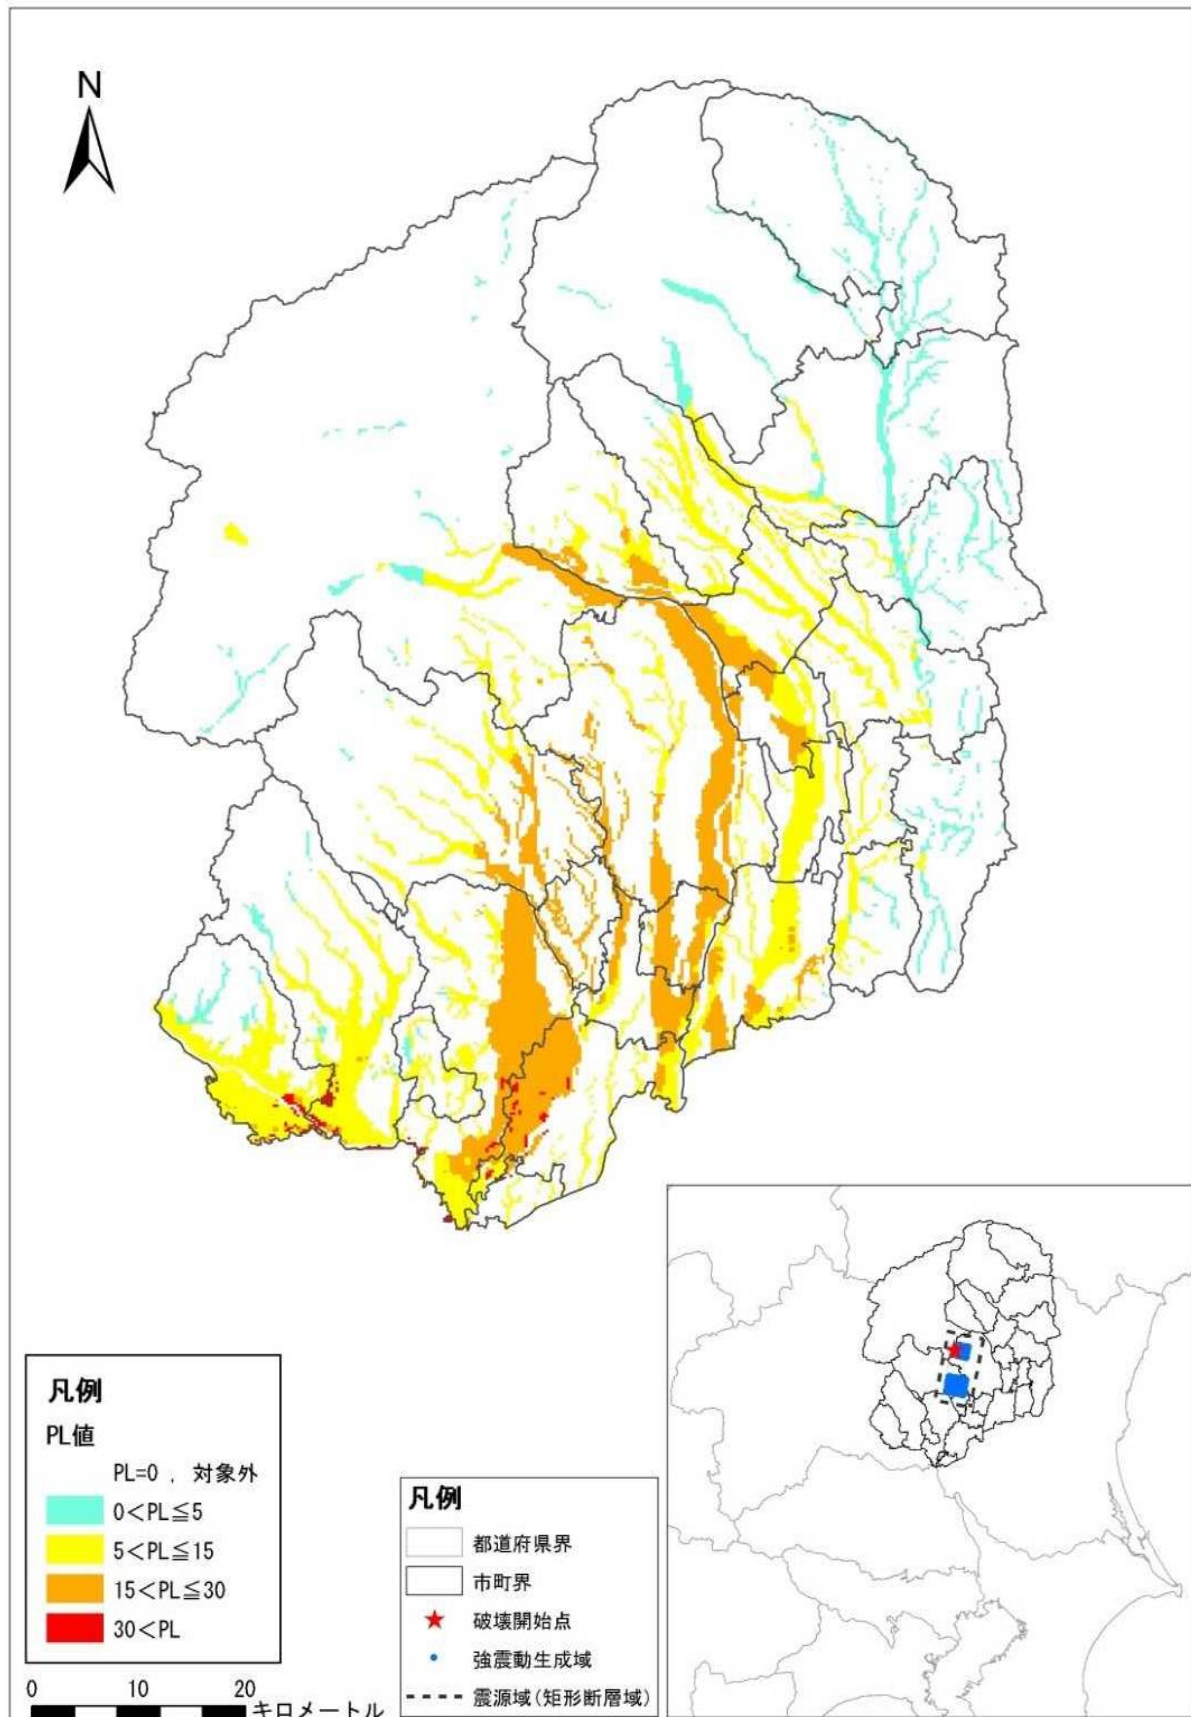 N
凡例
PL値
PL=0 , 対象外
0<PL≦5
5<PL≦15
15<PL≦30
30<PL
0 10 20
キロメートル
凡例
都道府県界
市町界
破壊開始点
強震動生成域
震源域(矩形断層域)